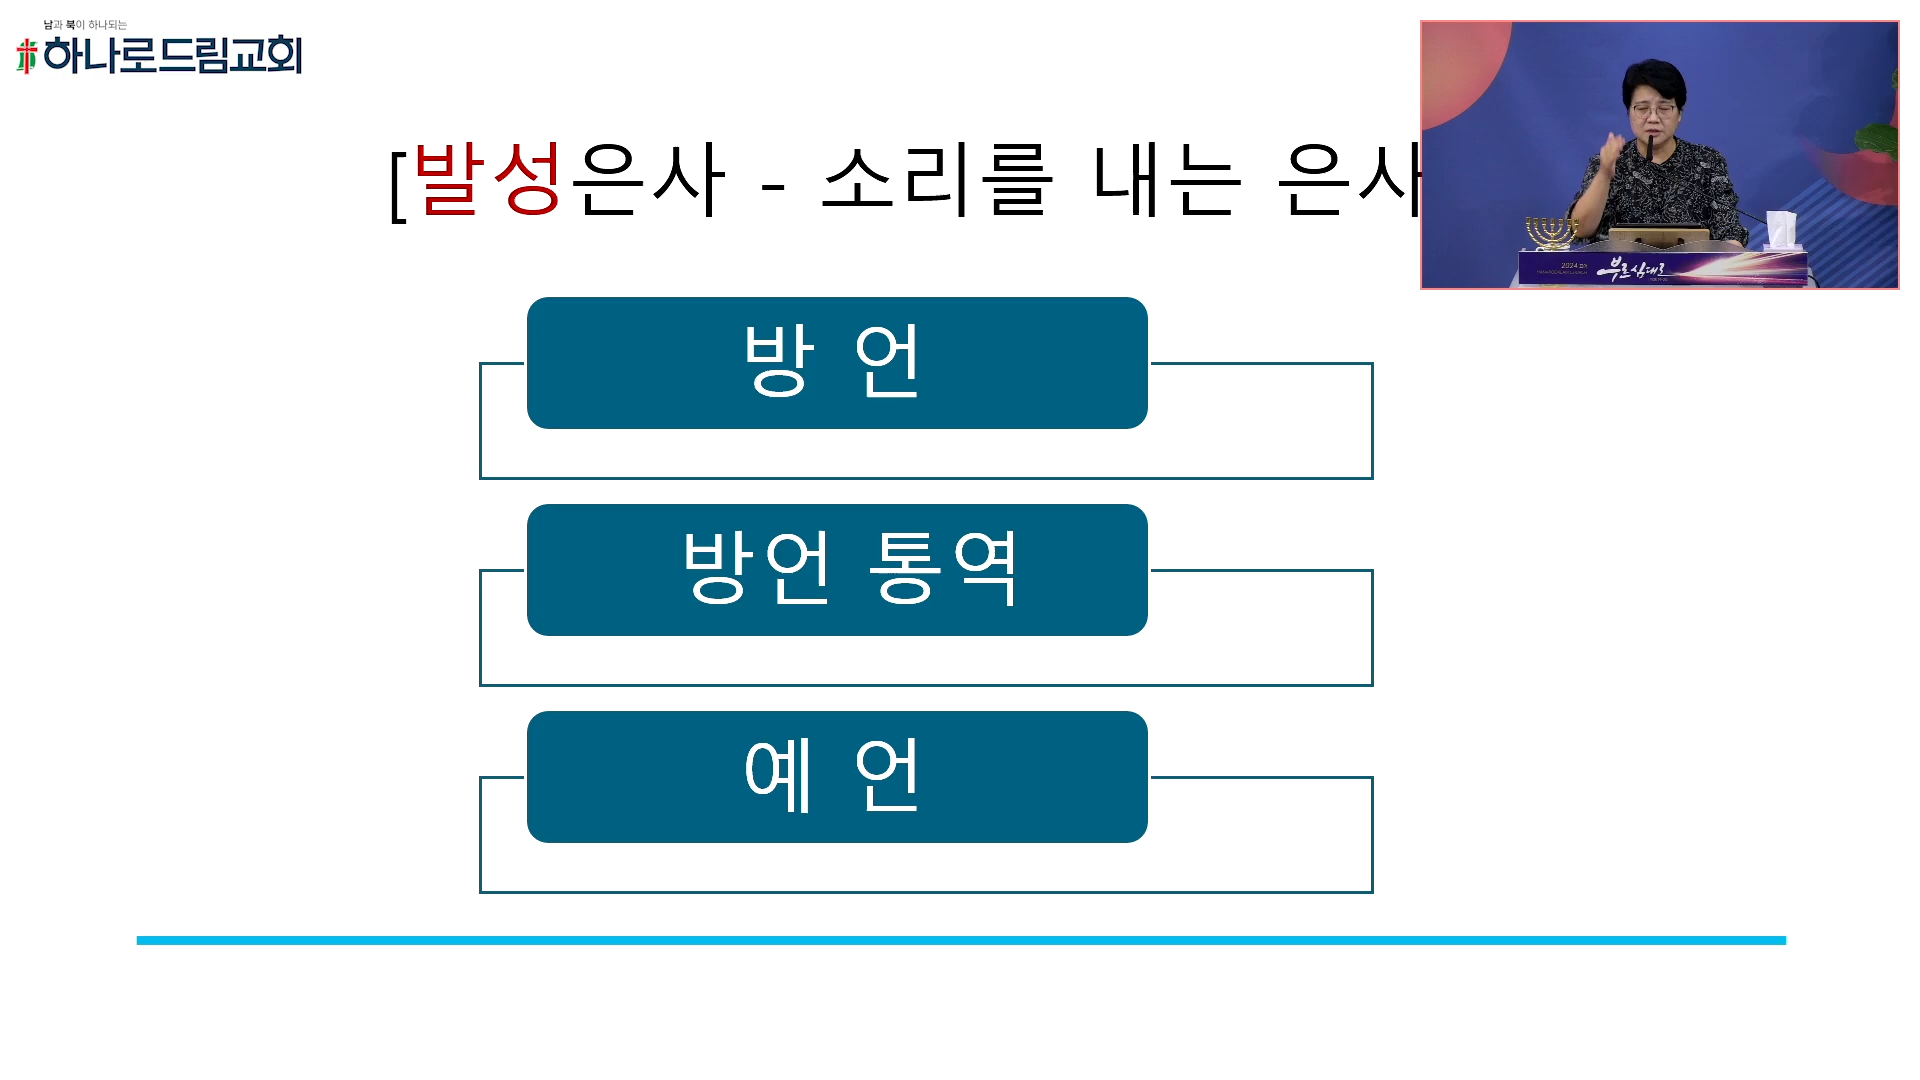 남과 북이 하나되는
하나로드림교회
[발성은사 - 소리를 내는 은사
방 언
방언 통역
예 언
2024